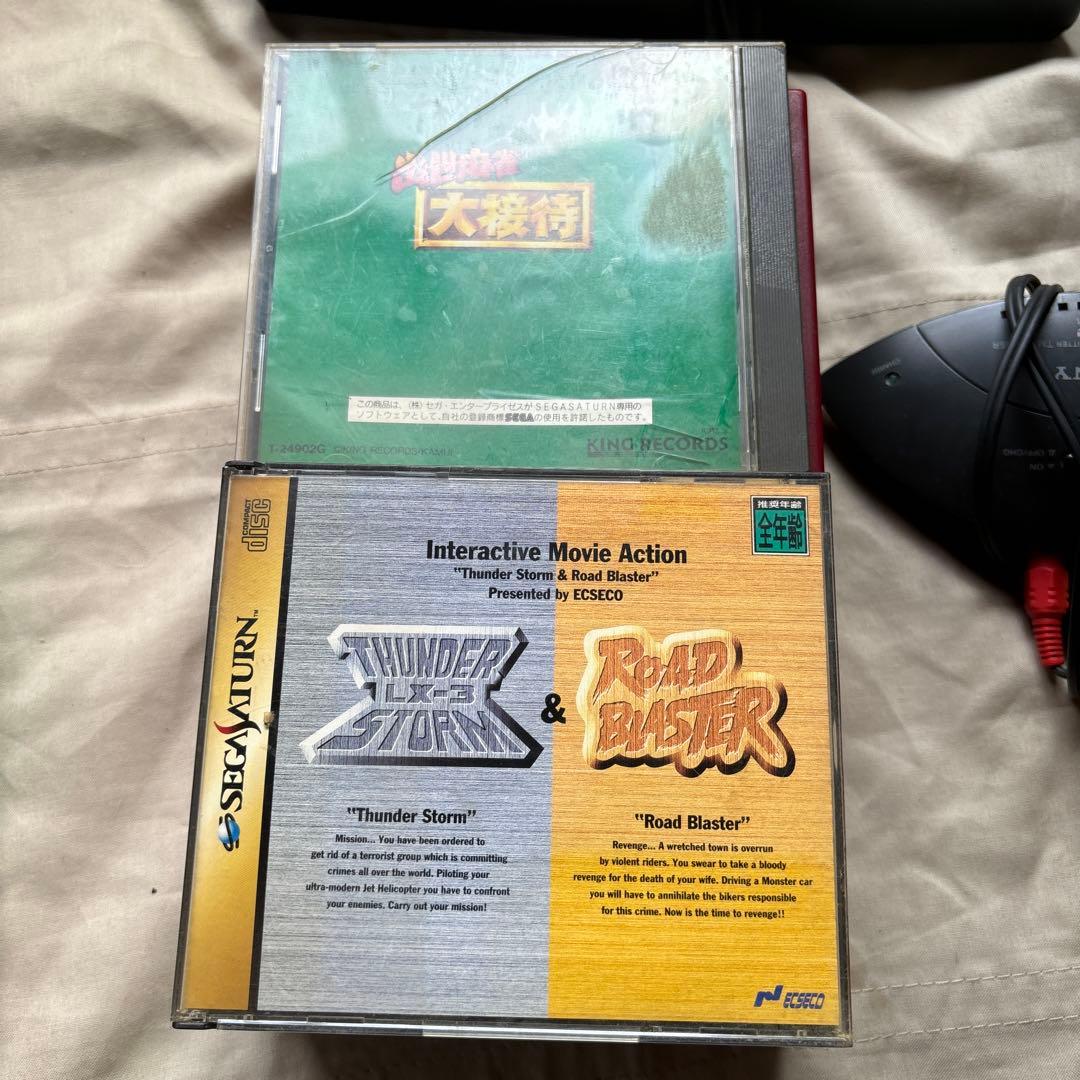 出世麻雀
大接待
この商品は、(株)セガ・エンタープライゼスがSEGASATURN専用の
ソフトウェアとして、自社の登録商標SEGAの使用を許諾したものです。
T-24902G ©KING RECORDS/KAMUI
KING RECORDS
COMPACT
disc
SEGASATURN™
推奨年齢
全年齢
Interactive Movie Action
"Thunder Storm & Road Blaster"
Presented by ECSECO
THUNDER
LX-3
STORM
&
ROAD
BLASTER
"Thunder Storm"
Mission... You have been ordered to
get rid of a terrorist group which is committing
crimes all over the world. Piloting your
ultra-modern Jet Helicopter you have to confront
your enemies. Carry out your mission!
"Road Blaster"
Revenge... A wretched town is overrun
by violent riders. You swear to take a bloody
revenge for the death of your wife. Driving a Monster car
you will have to annihilate the bikers responsible
for this crime. Now is the time to revenge!!
ECSECO